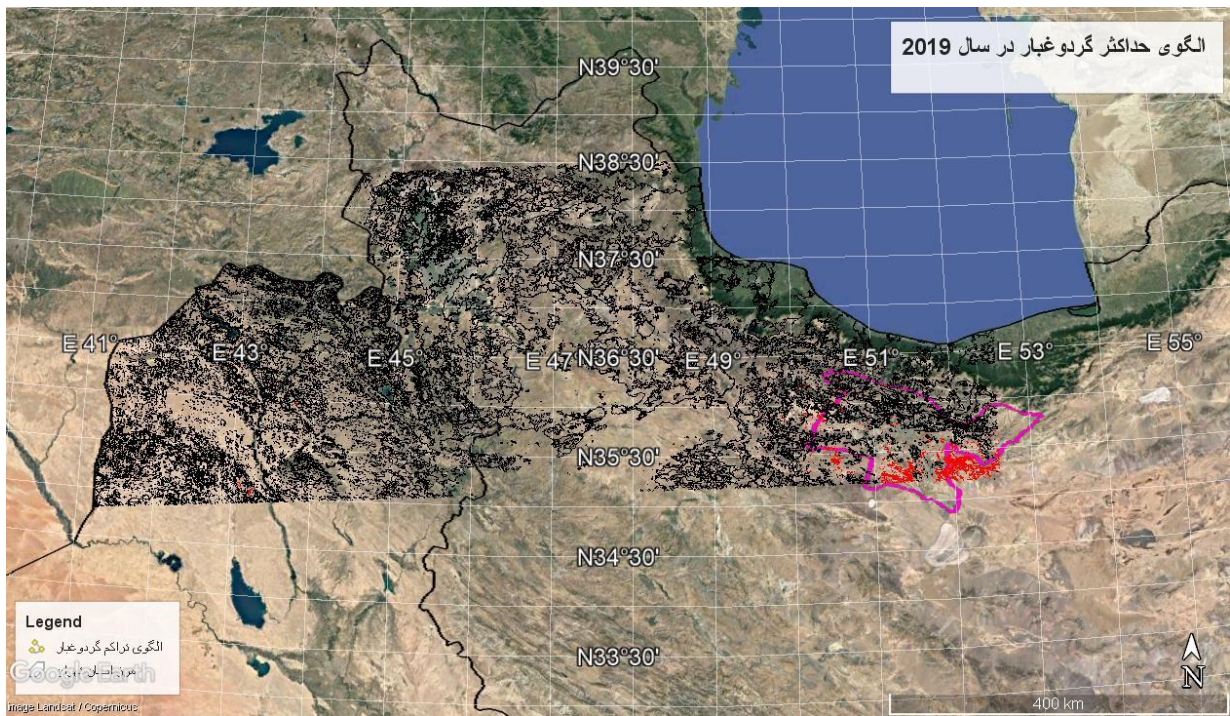 الگوی حداکثر گردوغبار در سال 2019
N39°30'
N38°30'
N37°30'
E 41° E 43° E 45° E 47 N36°30' E 49° E 51° E 53° E 55°
N35°30'
N34°30'
N33°30'
Legend
الگوی تراکم گردوغبار
Google Earth
Image Landsat / Copernicus
N
400 km